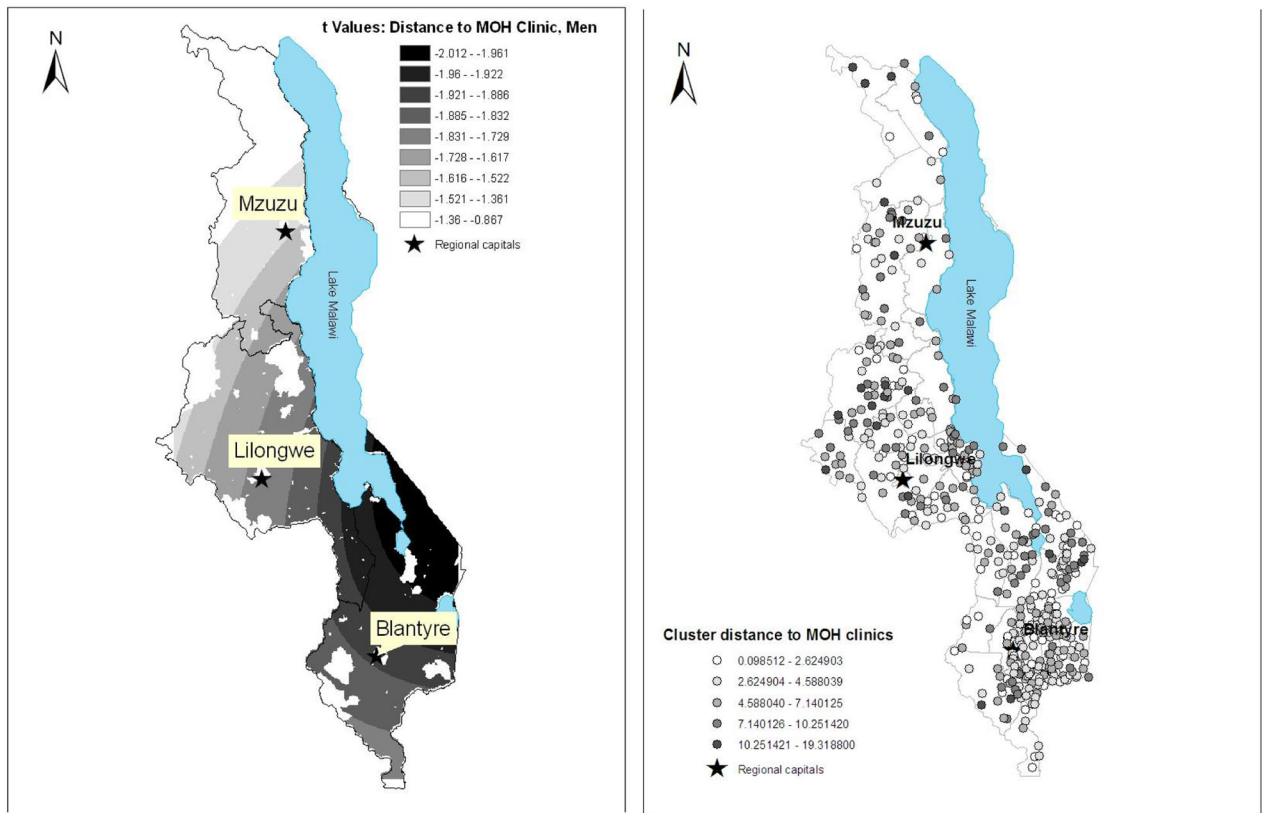 N
t Values: Distance to MOH Clinic, Men
-2.012 - -1.961
-1.96 - -1.922
-1.921 - -1.886
-1.885 - -1.832
-1.831 - -1.729
-1.728 - -1.617
-1.616 - -1.522
-1.521 - -1.361
-1.36 - -0.867
Regional capitals
Mzuzu
Lake Malawi
Lilongwe
Blantyre
N
Mzuzu
Lake Malawi
Lilongwe
Blantyre
Cluster distance to MOH clinics
0.098512 - 2.624903
2.624904 - 4.588039
4.588040 - 7.140125
7.140126 - 10.251420
10.251421 - 19.318800
Regional capitals